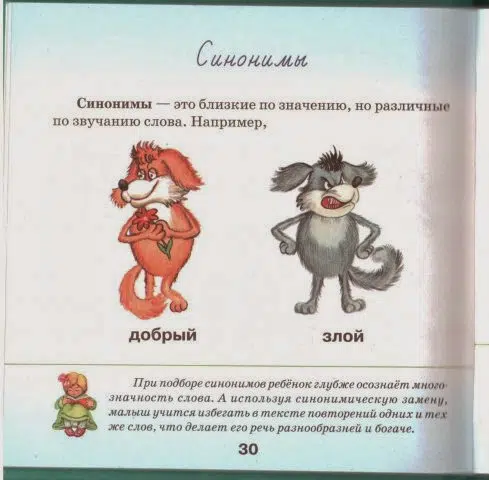 Синонимы
Синонимы — это близкие по значению, но различные
по звучанию слова. Например,
добрый злой
При подборе синонимов ребёнок глубже осознаёт много-
значность слова. А используя синонимическую замену,
малыш учится избегать в тексте повторений одних и тех
же слов, что делает его речь разнообразней и богаче.
30